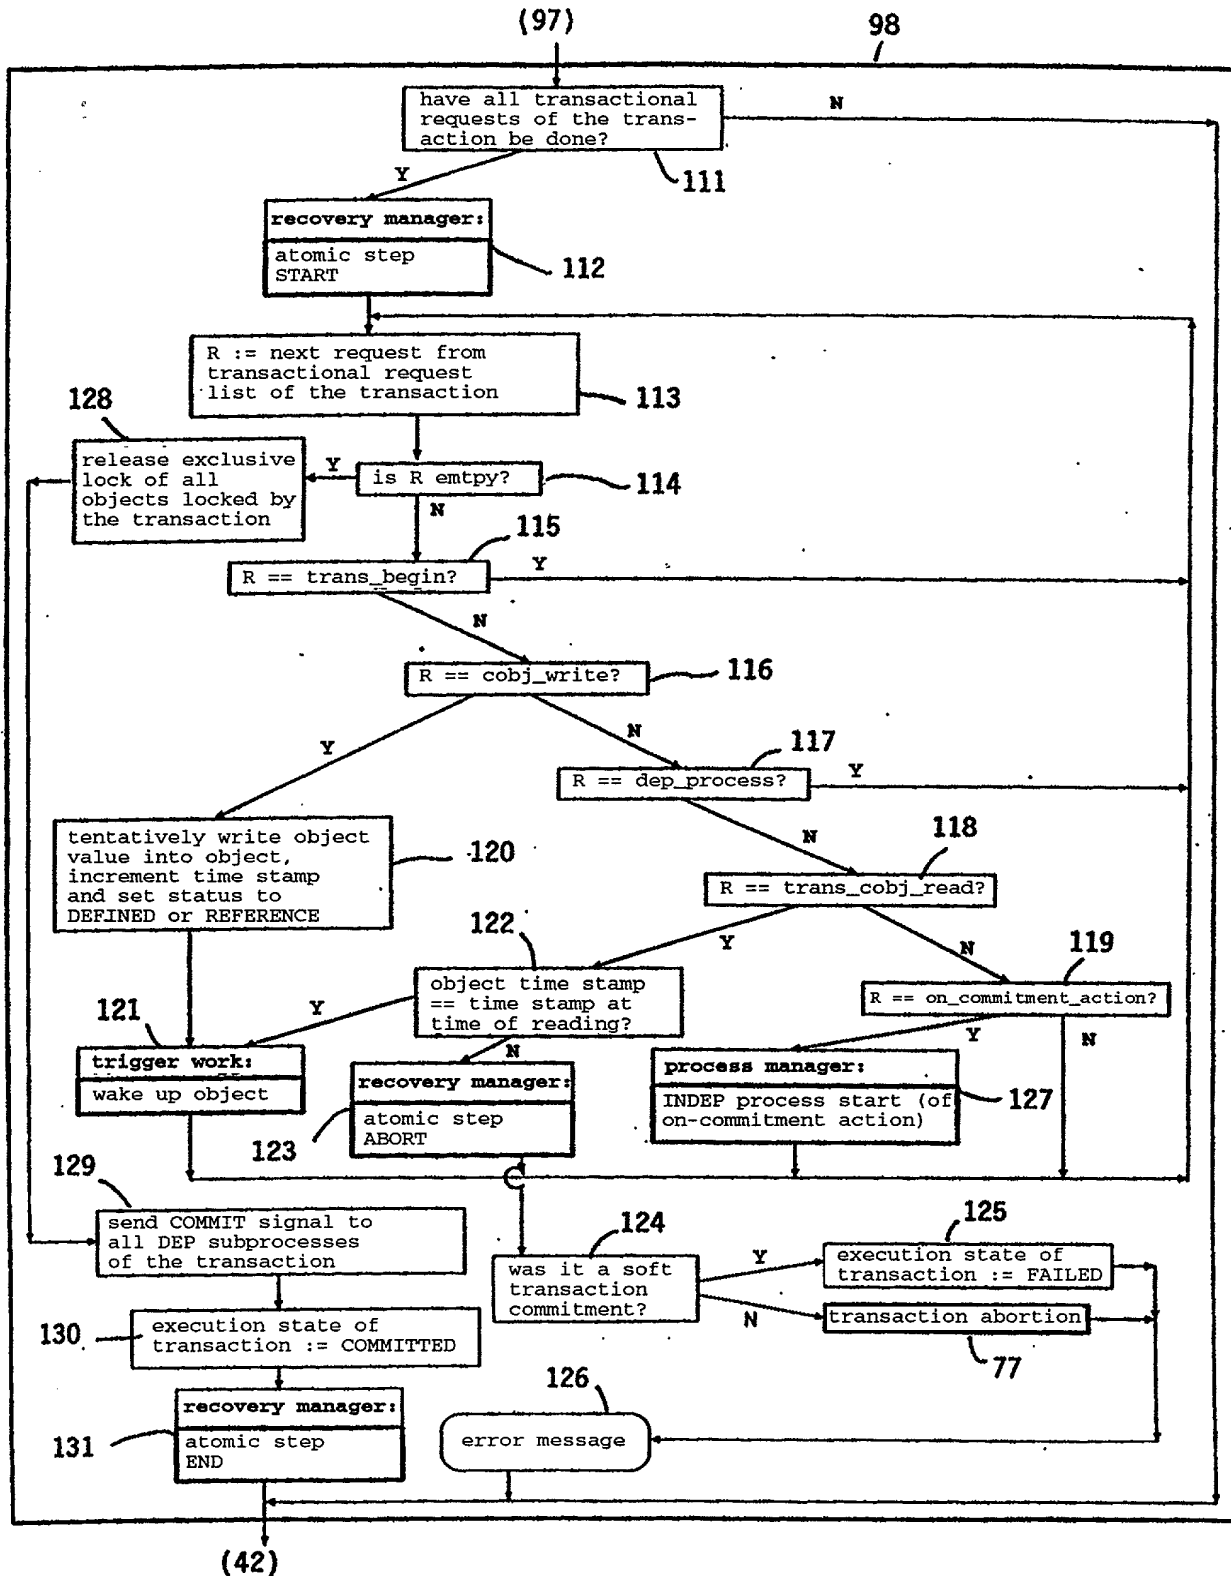 (97)
98
have all transactional
requests of the trans-
action be done?
N
111
Y
recovery manager:
atomic step
START
112
R := next request from
transactional request
list of the transaction
113
128
release exclusive
lock of all
objects locked by
the transaction
Y
is R emtpy?
114
N
115
R == trans_begin?
Y
N
R == cobj_write?
116
Y
N
117
R == dep_process?
Y
N
118
tentatively write object
value into object,
increment time stamp
and set status to
DEFINED or REFERENCE
120
R == trans_cobj_read?
122
Y
N
119
object time stamp
== time stamp at
time of reading?
R == on_commitment_action?
121
Y
N
Y
N
trigger work:
wake up object
recovery manager:
atomic step
ABORT
123
process manager:
INDEP process start (of
on-commitment action)
127
129
send COMMIT signal to
all DEP subprocesses
of the transaction
124
was it a soft
transaction
commitment?
Y
N
125
execution state of
transaction := FAILED
transaction abortion
77
130
execution state of
transaction := COMMITTED
126
error message
131
recovery manager:
atomic step
END
(42)